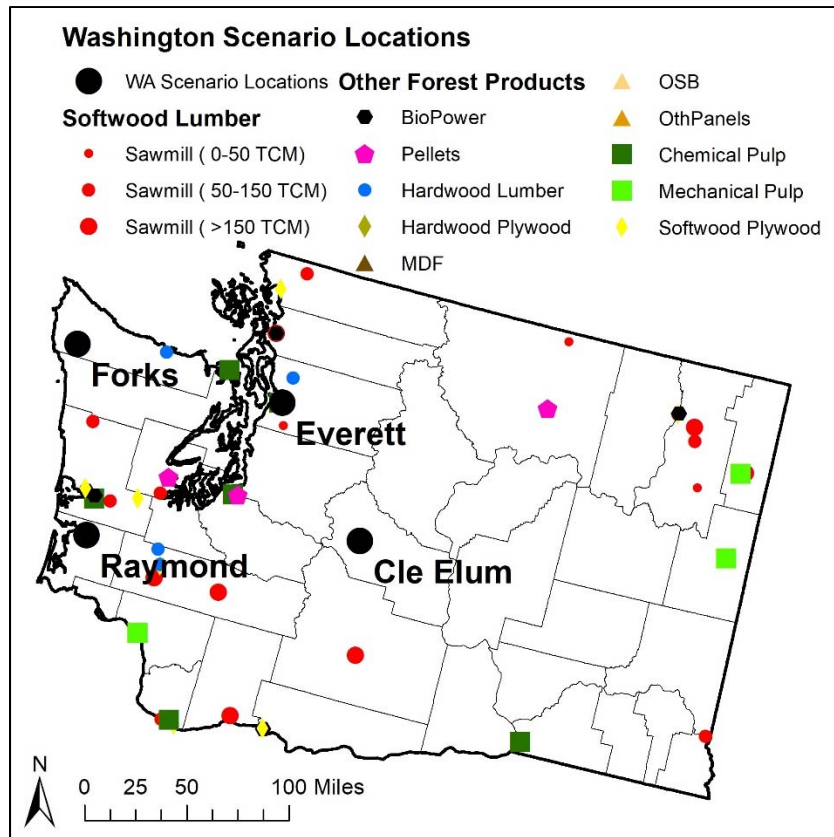 Washington Scenario Locations
WA Scenario Locations
Softwood Lumber
Sawmill ( 0-50 TCM)
Sawmill ( 50-150 TCM)
Sawmill ( >150 TCM)
Other Forest Products
BioPower
Pellets
Hardwood Lumber
Hardwood Plywood
MDF
OSB
OthPanels
Chemical Pulp
Mechanical Pulp
Softwood Plywood
Forks
Everett
Raymond
Cle Elum
N
0 25 50 100 Miles